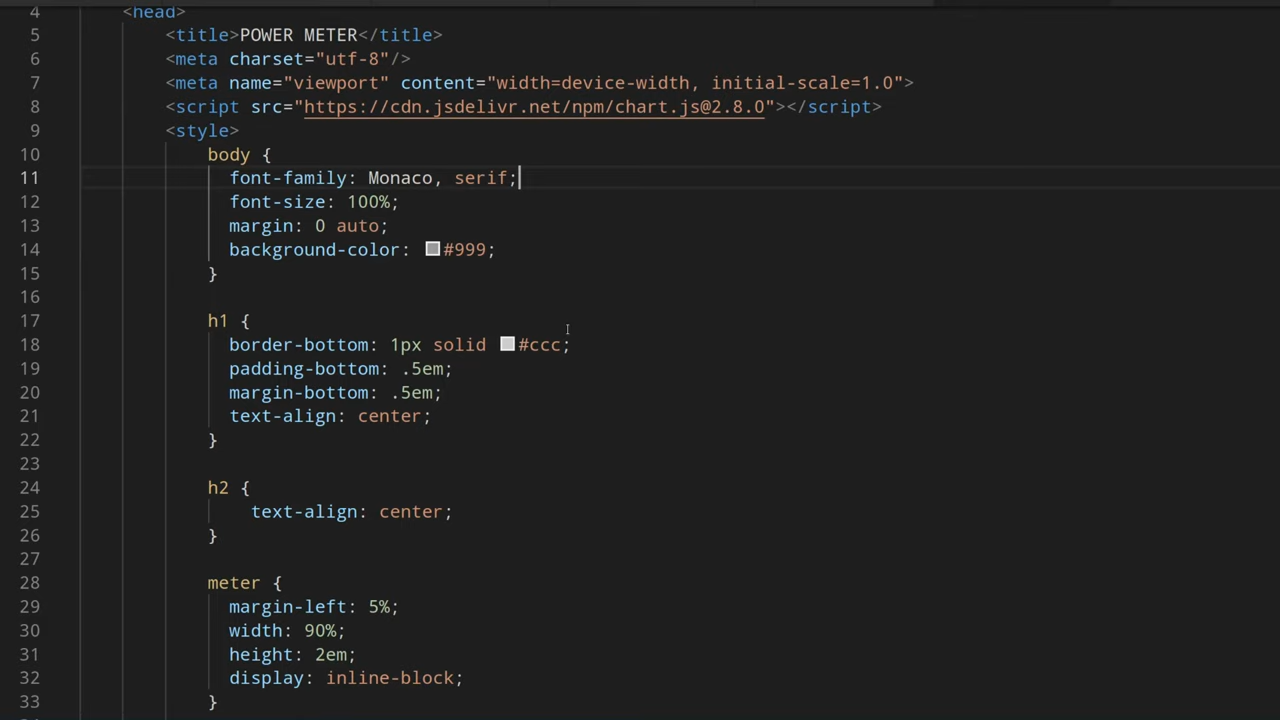 4 <head>
5 <title>POWER METER</title>
6 <meta charset="utf-8"/>
7 <meta name="viewport" content="width=device-width, initial-scale=1.0">
8 <script src="https://cdn.jsdelivr.net/npm/chart.js@2.8.0"></script>
9 <style>
10 body {
11 font-family: Monaco, serif;
12 font-size: 100%;
13 margin: 0 auto;
14 background-color: #999;
15 }
16
17 h1 {
18 border-bottom: 1px solid #ccc;
19 padding-bottom: .5em;
20 margin-bottom: .5em;
21 text-align: center;
22 }
23
24 h2 {
25 text-align: center;
26 }
27
28 meter {
29 margin-left: 5%;
30 width: 90%;
31 height: 2em;
32 display: inline-block;
33 }